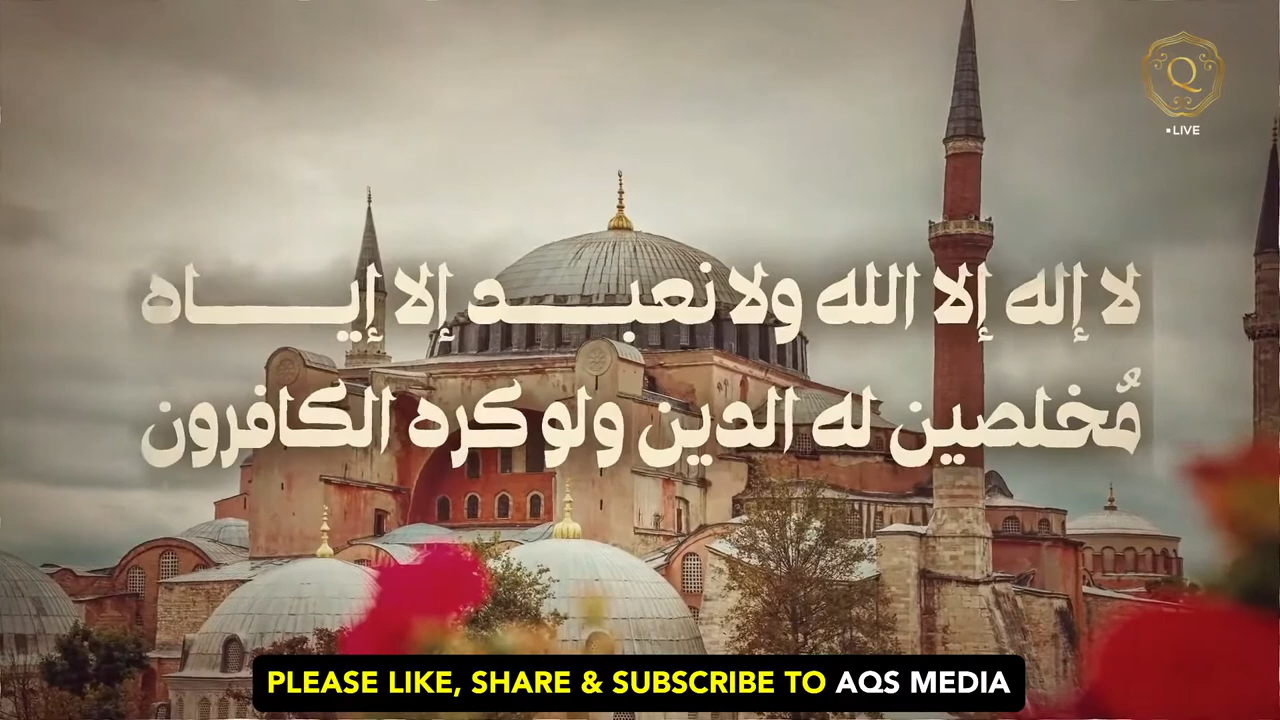 Q
LIVE
لا إله إلا الله ولا نعبد إلا إياه
مُخلصين له الدين ولو كره الكافرون
PLEASE LIKE, SHARE & SUBSCRIBE TO AQS MEDIA